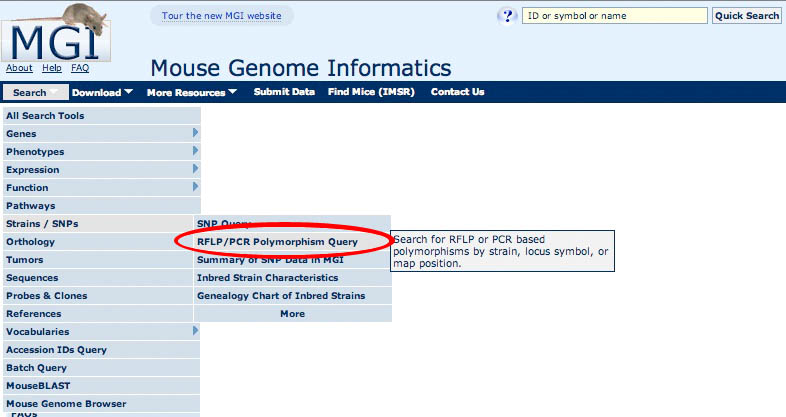 Tour the new MGI website
ID or symbol or name
Quick Search
MGI
About Help FAQ
Mouse Genome Informatics
Search Download More Resources Submit Data Find Mice (IMSR) Contact Us
All Search Tools
Genes
Phenotypes
Expression
Function
Pathways
Strains / SNPs
Orthology
Tumors
Sequences
Probes & Clones
References
Vocabularies
Accession IDs Query
Batch Query
MouseBLAST
Mouse Genome Browser
FAQs
SNP Query
RFLP/PCR Polymorphism Query
Summary of SNP Data in MGI
Inbred Strain Characteristics
Genealogy Chart of Inbred Strains
More
Search for RFLP or PCR based
polymorphisms by strain, locus symbol, or
map position.